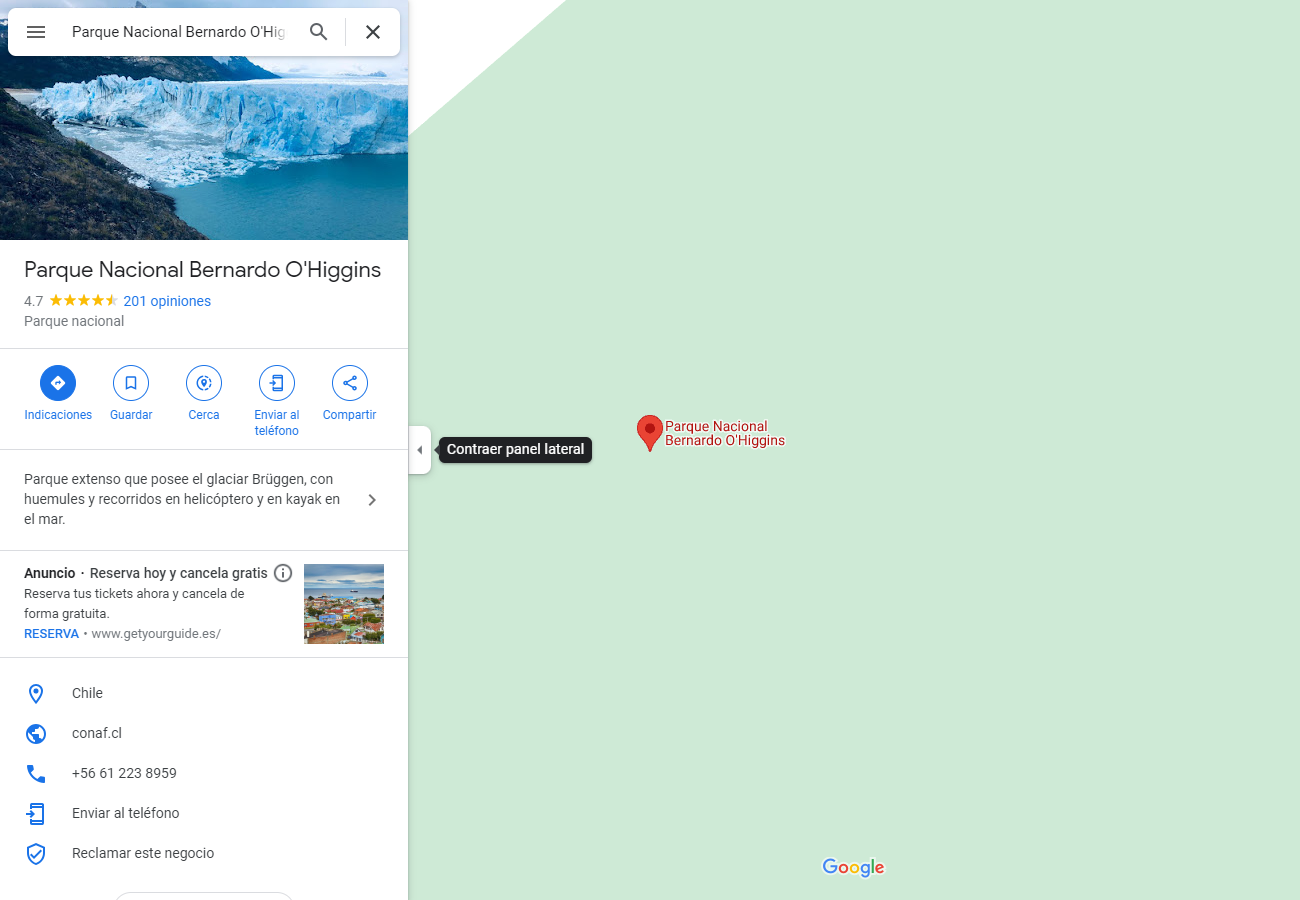 Parque Nacional Bernardo O'Hig
Parque Nacional Bernardo O'Higgins
4.7 201 opiniones
Parque nacional
Indicaciones
Guardar
Cerca
Enviar al
teléfono
Compartir
Parque extenso que posee el glaciar Brüggen, con
huemules y recorridos en helicóptero y en kayak en
el mar.
Anuncio · Reserva hoy y cancela gratis
Reserva tus tickets ahora y cancela de
forma gratuita.
RESERVA • www.getyourguide.es/
Chile
conaf.cl
+56 61 223 8959
Enviar al teléfono
Reclamar este negocio
Contraer panel lateral
Parque Nacional
Bernardo O'Higgins
Google